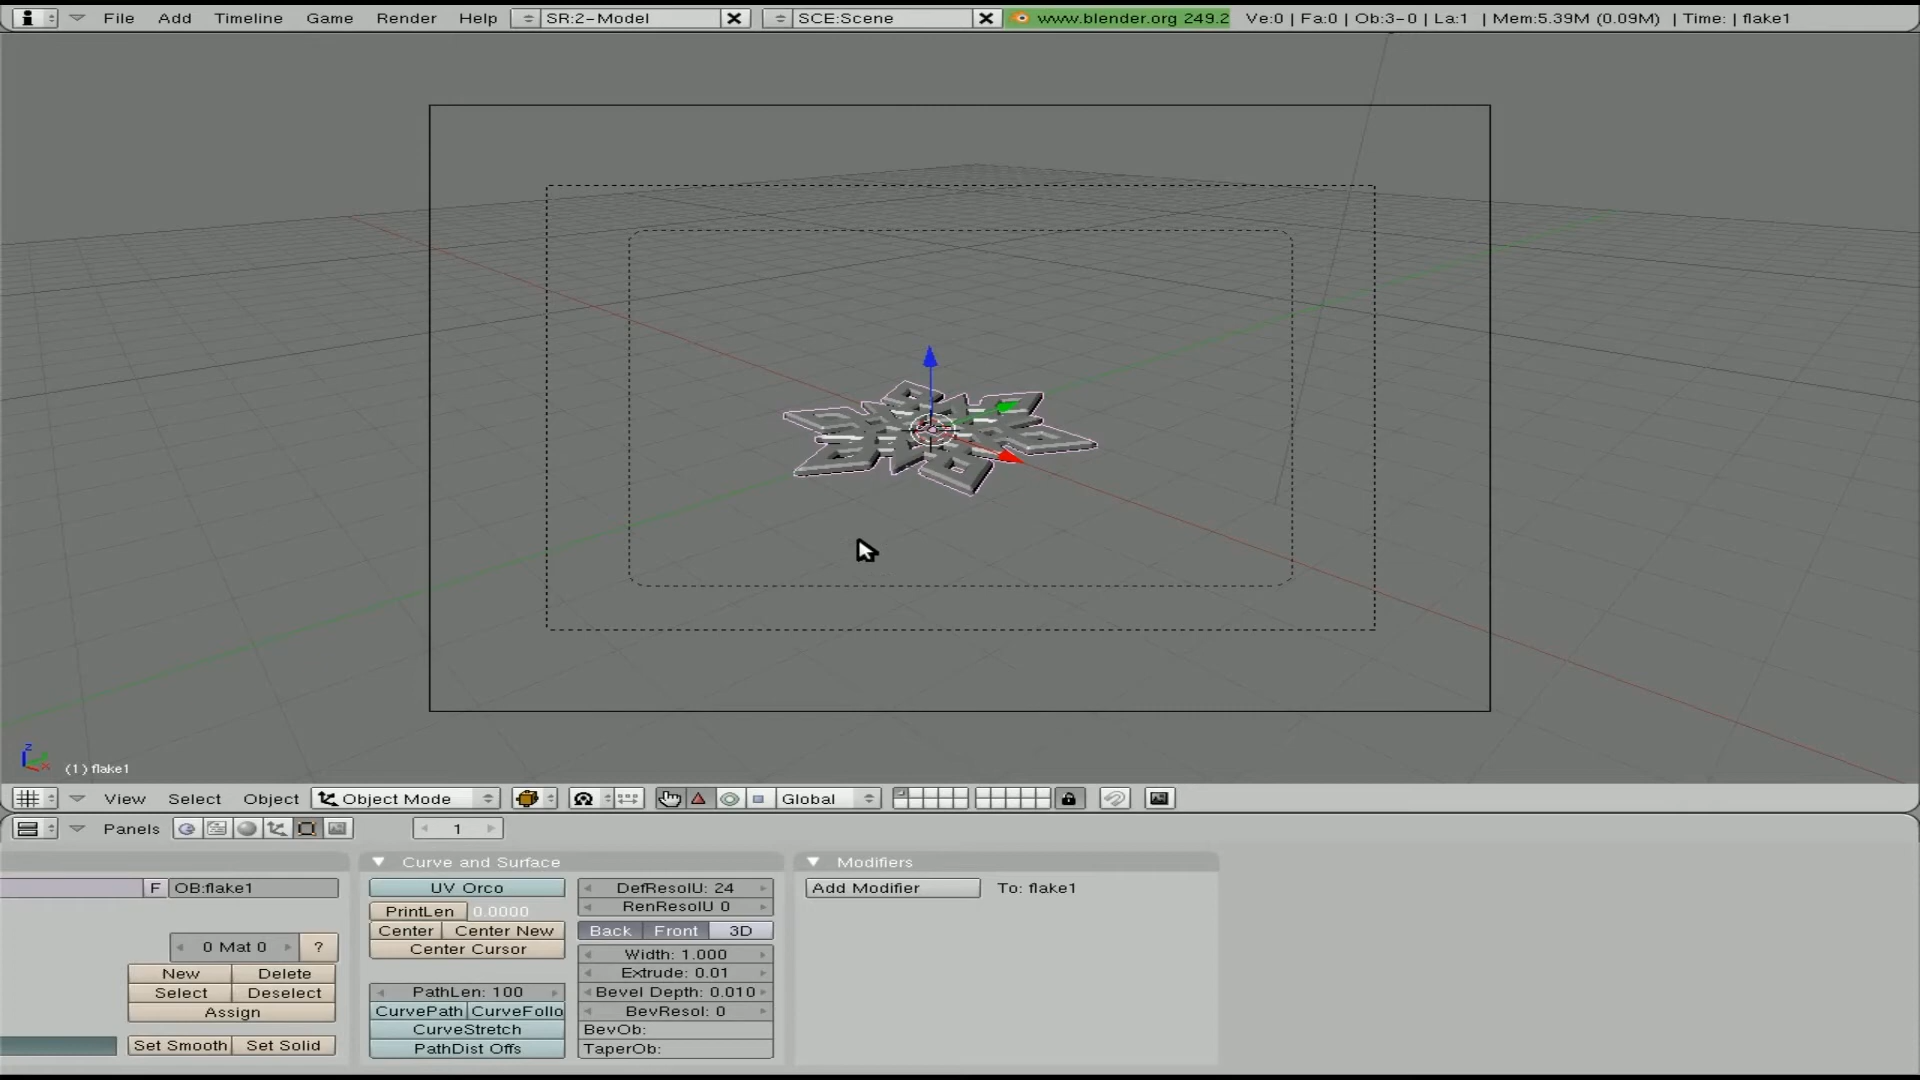 File Add Timeline Game Render Help SR:2-Model SCE:Scene www.blender.org 249.2 Ve:0 | Fa:0 | Ob:3-0 | La:1 | Mem:5.39M (0.09M) | Time: | flake1
z
x
(1) flake1
View Select Object Object Mode Global
Panels 1
Curve and Surface Modifiers
F OB:flake1 UV Orco DefResolU: 24 Add Modifier To: flake1
PrintLen 0.0000 RenResolU 0
Center Center New Back Front 3D
0 Mat 0 ? Center Cursor Width: 1.000
New Delete Extrude: 0.01
Select Deselect PathLen: 100 Bevel Depth: 0.010
Assign CurvePath CurveFollo BevResol: 0
CurveStretch BevOb:
Set Smooth Set Solid PathDist Offs TaperOb: